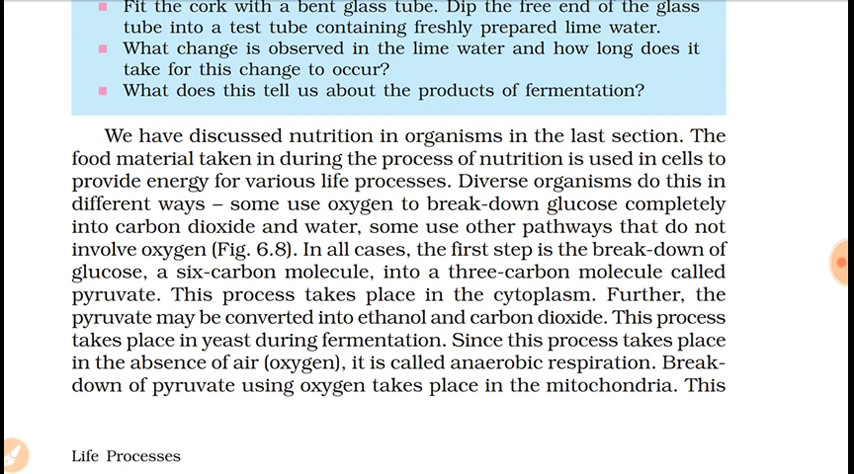 Fit the cork with a bent glass tube. Dip the free end of the glass
tube into a test tube containing freshly prepared lime water.
What change is observed in the lime water and how long does it
take for this change to occur?
What does this tell us about the products of fermentation?
We have discussed nutrition in organisms in the last section. The
food material taken in during the process of nutrition is used in cells to
provide energy for various life processes. Diverse organisms do this in
different ways – some use oxygen to break-down glucose completely
into carbon dioxide and water, some use other pathways that do not
involve oxygen (Fig. 6.8). In all cases, the first step is the break-down of
glucose, a six-carbon molecule, into a three-carbon molecule called
pyruvate. This process takes place in the cytoplasm. Further, the
pyruvate may be converted into ethanol and carbon dioxide. This process
takes place in yeast during fermentation. Since this process takes place
in the absence of air (oxygen), it is called anaerobic respiration. Break-
down of pyruvate using oxygen takes place in the mitochondria. This
Life Processes